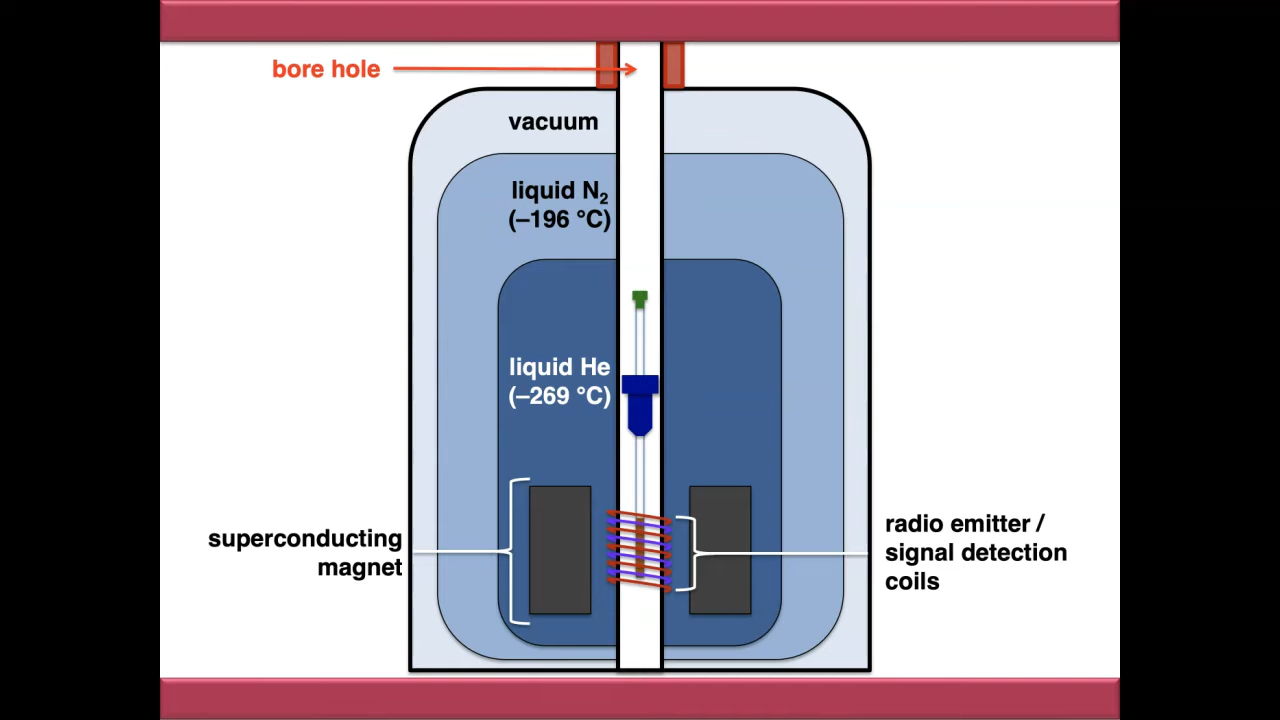 bore hole
vacuum
liquid N₂
(–196 °C)
liquid He
(–269 °C)
superconducting
magnet
radio emitter /
signal detection
coils